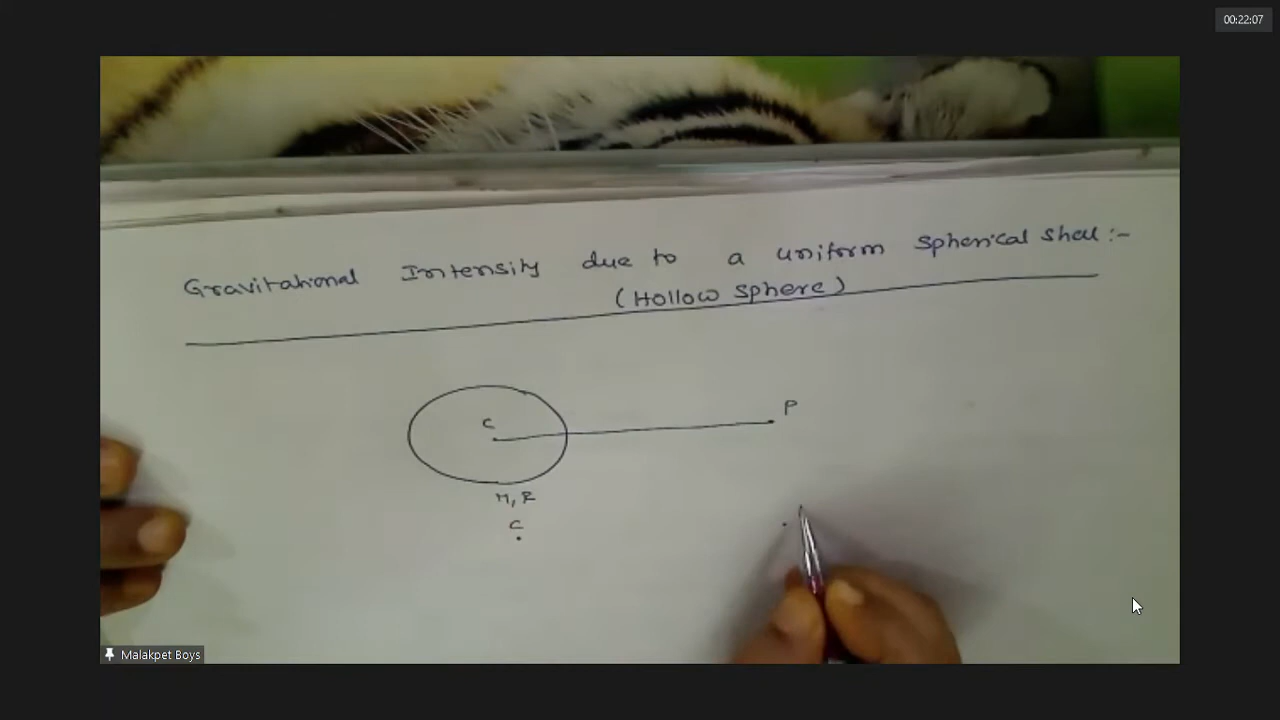 00:22:07
Gravitational Intensity due to a uniform spherical shell :-
(Hollow sphere)
C
P
M, R
C
Malakpet Boys